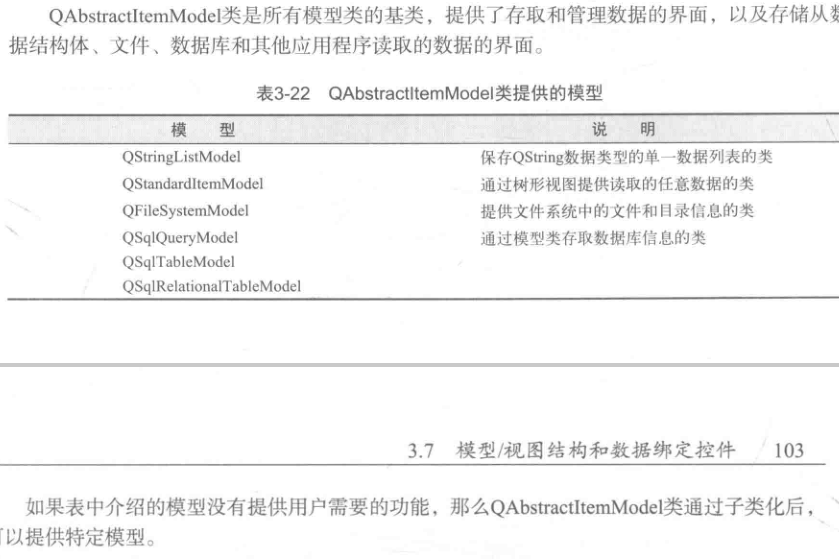 QAbstractItemModel类是所有模型类的基类，提供了存取和管理数据的界面，以及存储从数
据结构体、文件、数据库和其他应用程序读取的数据的界面。
表3-22 QAbstractItemModel类提供的模型
模 型 说 明
QStringListModel 保存QString数据类型的单一数据列表的类
QStandardItemModel 通过树形视图提供读取的任意数据的类
QFileSystemModel 提供文件系统中的文件和目录信息的类
QSqlQueryModel 通过模型类存取数据库信息的类
QSqlTableModel
QSqlRelationalTableModel
3.7 模型/视图结构和数据绑定控件 103
如果表中介绍的模型没有提供用户需要的功能，那么QAbstractItemModel类通过子类化后，
可以提供特定模型。